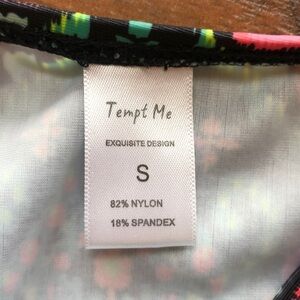 Tempt Me
EXQUISITE DESIGN
S
82% NYLON
18% SPANDEX